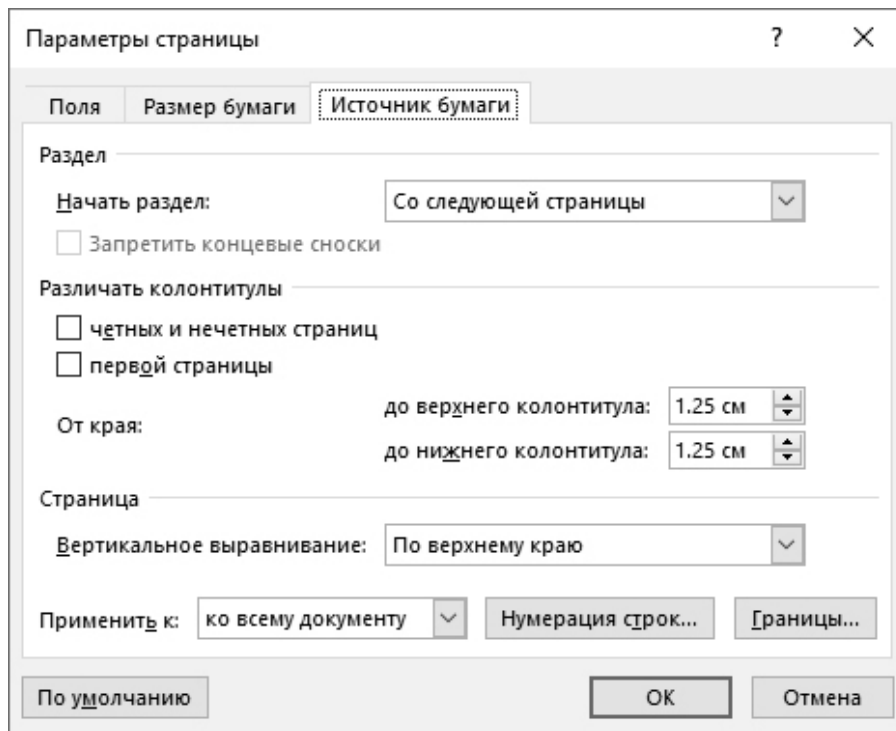 Параметры страницы ?
Поля Размер бумаги Источник бумаги
Раздел
Начать раздел: Со следующей страницы
Запретить концевые сноски
Различать колонтитулы
четных и нечетных страниц
первой страницы
От края:
до верхнего колонтитула: 1.25 см
до нижнего колонтитула: 1.25 см
Страница
Вертикальное выравнивание: По верхнему краю
Применить к: ко всему документу Нумерация строк... Границы...
По умолчанию ОК Отмена